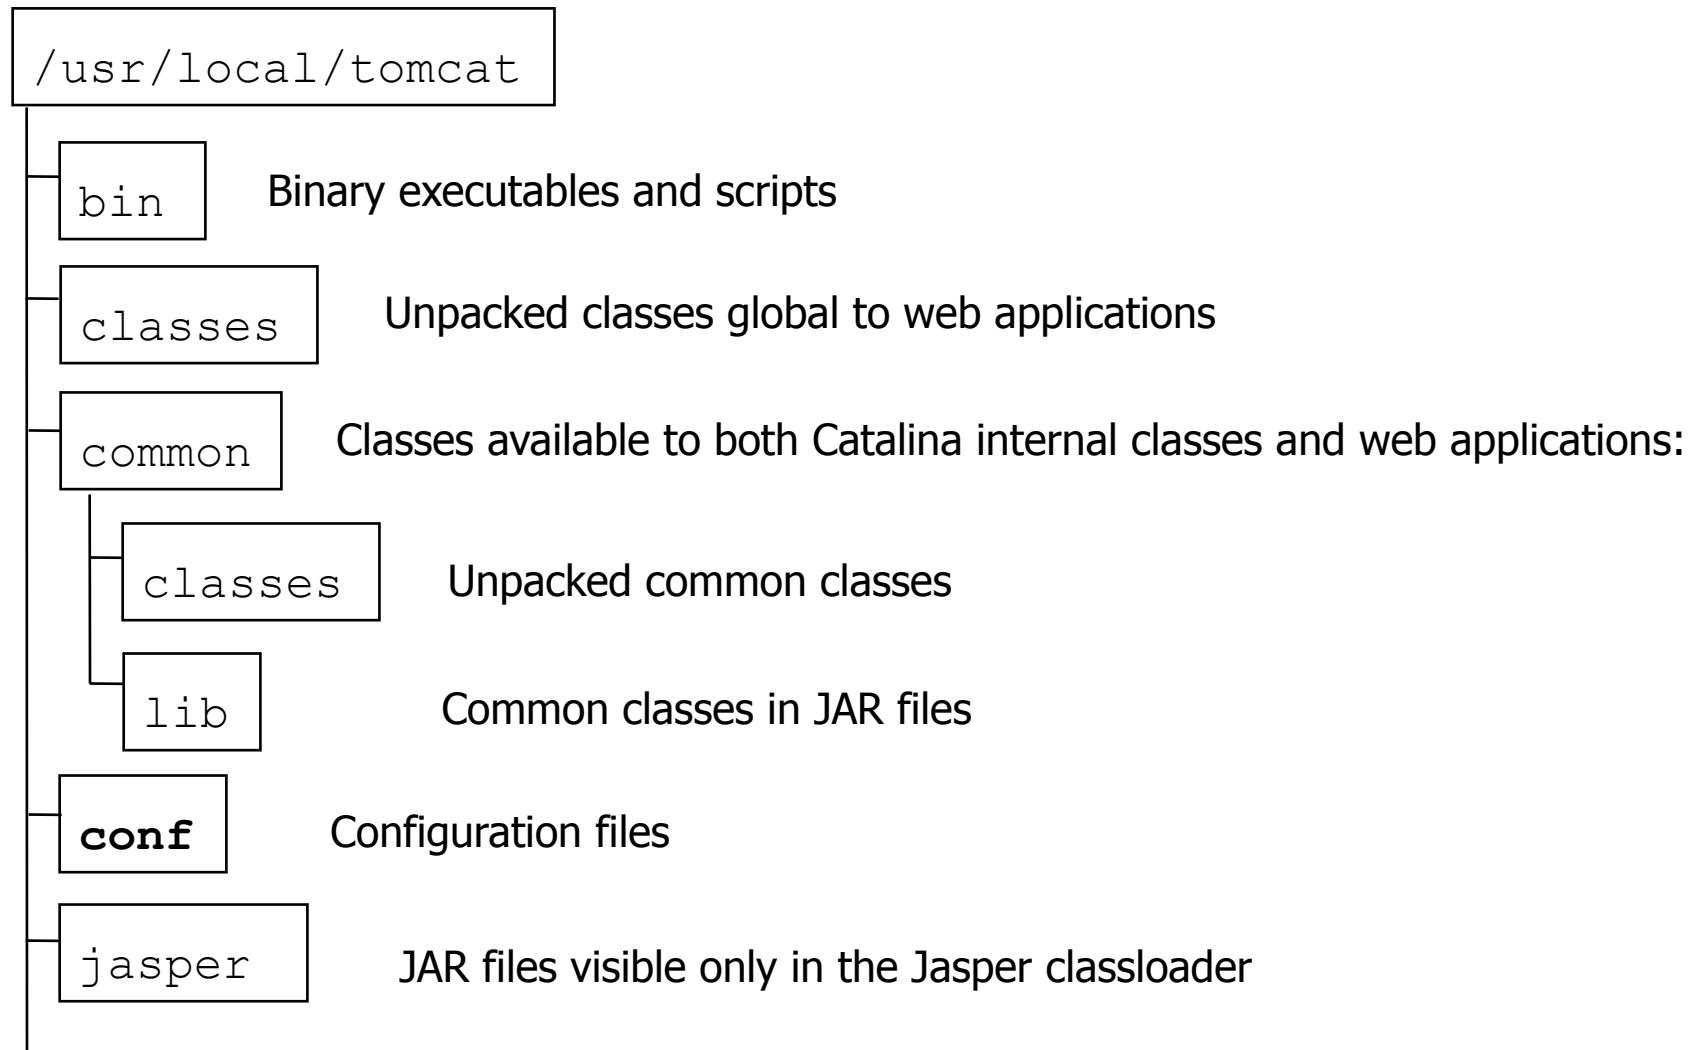 /usr/local/tomcat
bin Binary executables and scripts
classes Unpacked classes global to web applications
common Classes available to both Catalina internal classes and web applications:
classes Unpacked common classes
lib Common classes in JAR files
conf Configuration files
jasper JAR files visible only in the Jasper classloader